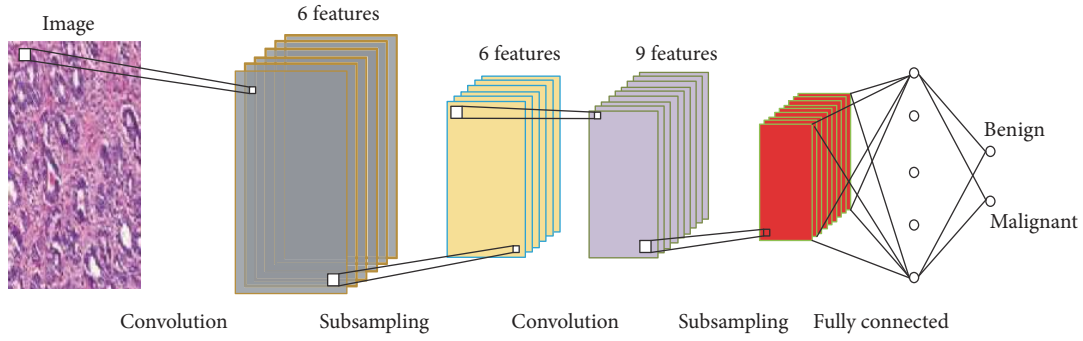 Image
6 features
6 features
9 features
Benign
Malignant
Convolution
Subsampling
Convolution
Subsampling
Fully connected